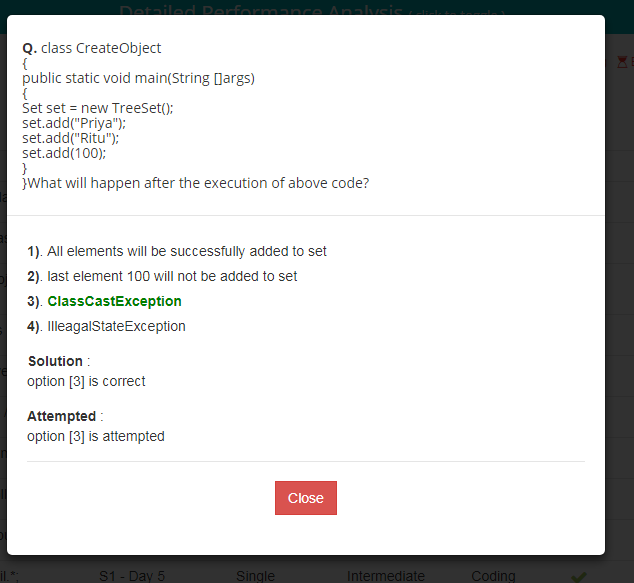 Detailed Performance Analysis
Q. class CreateObject
{
public static void main(String []args)
{
Set set = new TreeSet();
set.add("Priya");
set.add("Ritu");
set.add(100);
}
}What will happen after the execution of above code?
1). All elements will be successfully added to set
2). last element 100 will not be added to set
3). ClassCastException
4). IlleagalStateException
Solution :
option [3] is correct
Attempted :
option [3] is attempted
Close
S1 - Day 5 Single Intermediate Coding